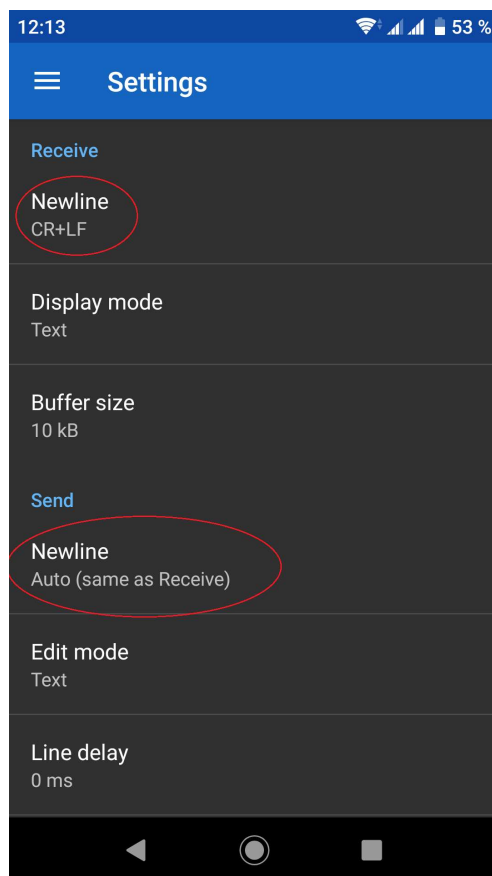 12:13
53 %
Settings
Receive
Newline
CR+LF
Display mode
Text
Buffer size
10 kB
Send
Newline
Auto (same as Receive)
Edit mode
Text
Line delay
0 ms